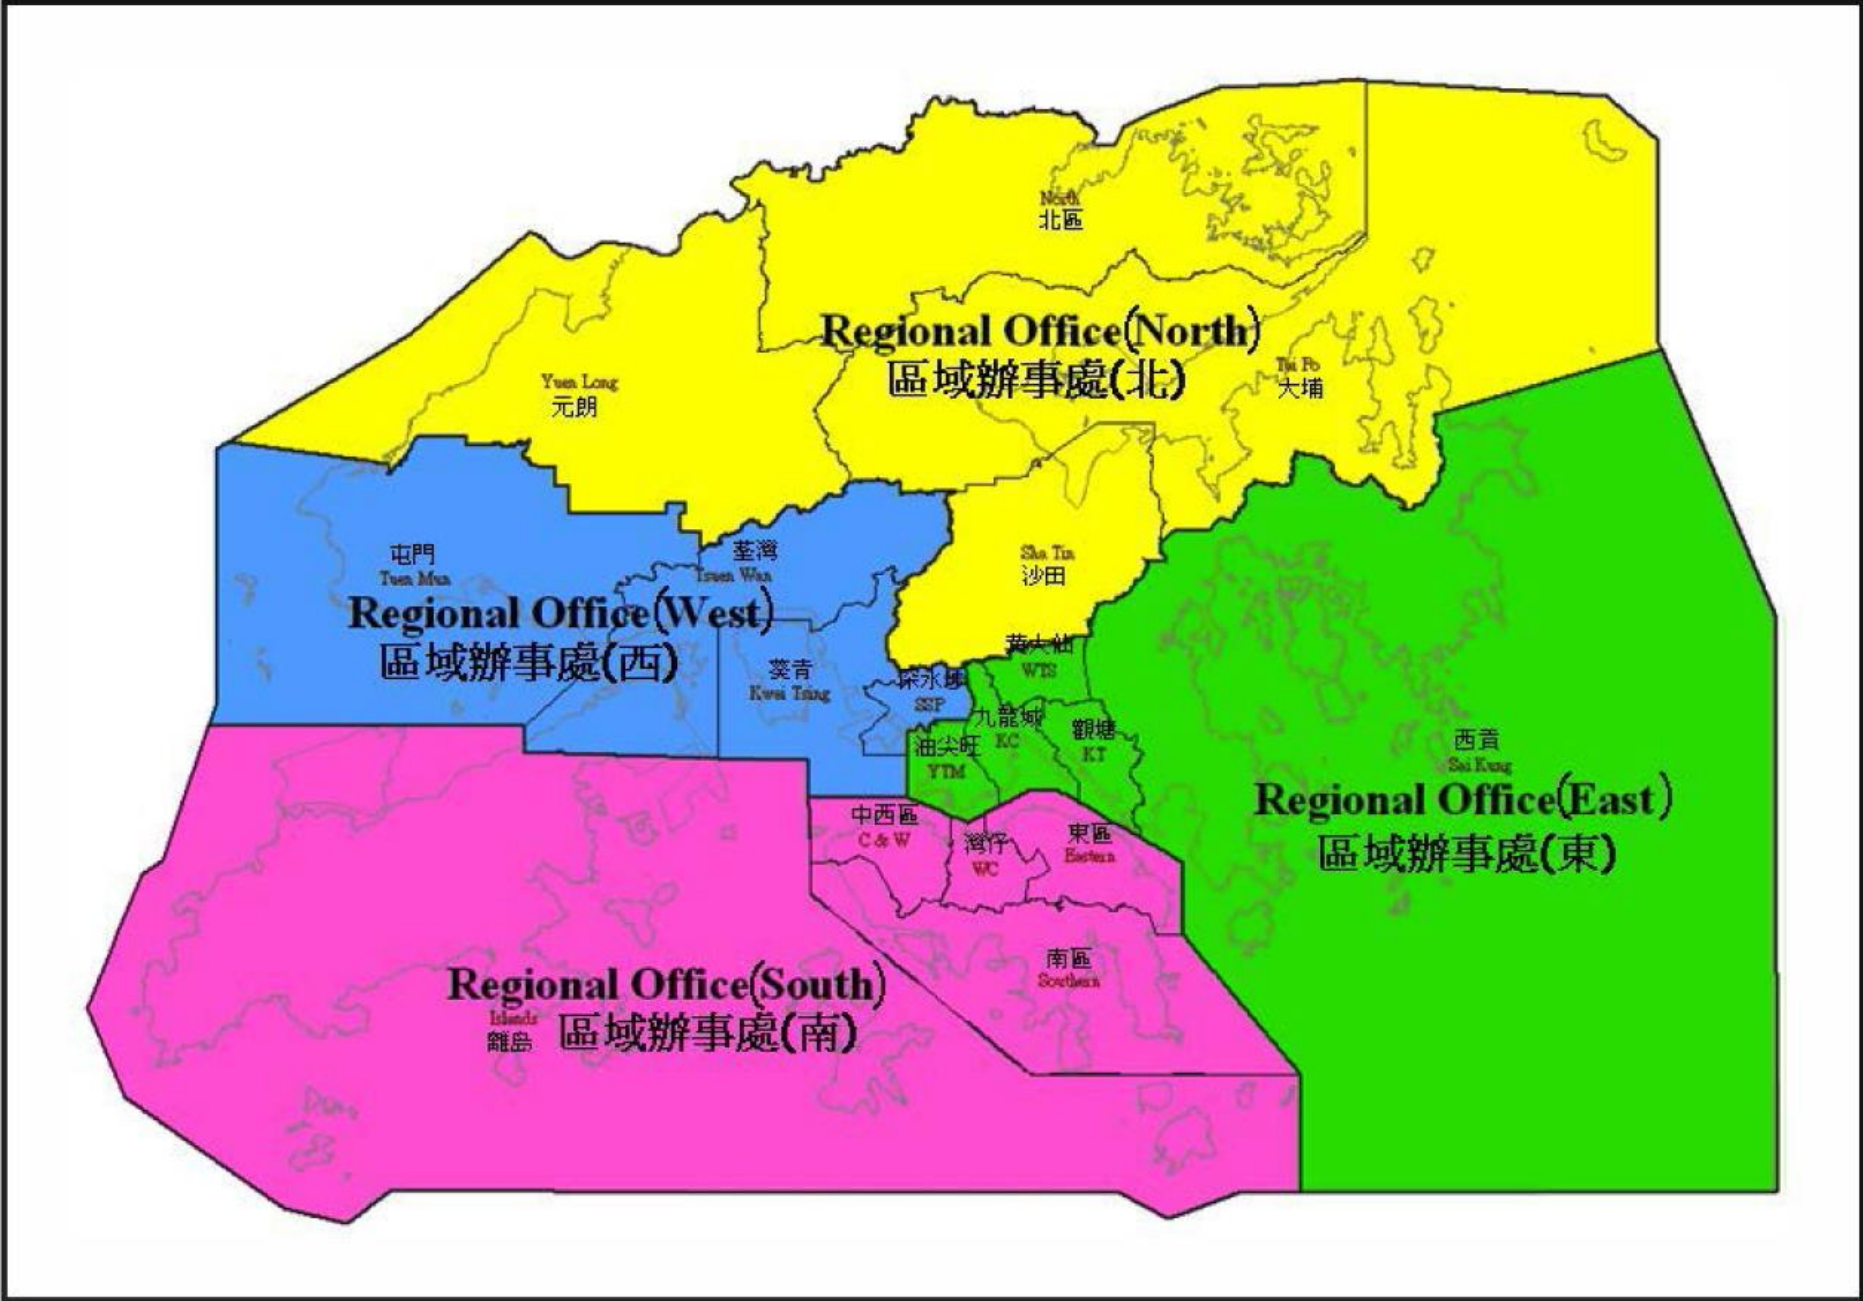 North
北區
Regional Office(North)
區域辦事處(北)
Yuen Long
元朗
Tai Po
大埔
屯門
Tuen Mun
荃灣
Tsuen Wan
Sha Tin
沙田
Regional Office(West)
區域辦事處(西)
葵青
Kwai Tsing
黃大仙
WTS
深水埗
SSP
九龍城
KC
油尖旺
YTM
觀塘
KT
西貢
Sai Kung
Regional Office(East)
區域辦事處(東)
中西區
C & W
灣仔
WC
東區
Eastern
南區
Southern
Regional Office(South)
Islands
離島
區域辦事處(南)